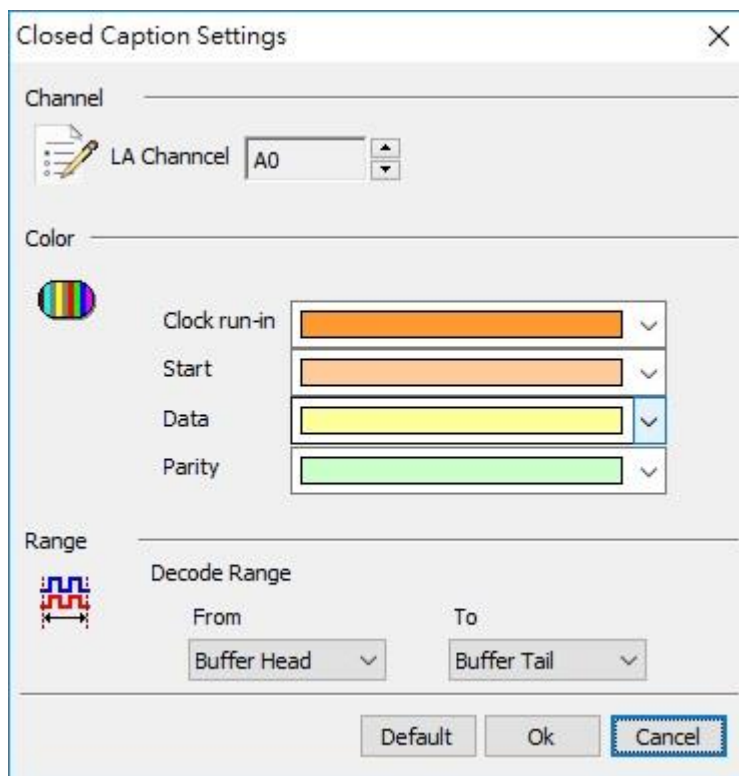 Closed Caption Settings
Channel
LA Channcel A0
Color
Clock run-in
Start
Data
Parity
Range
Decode Range
From To
Buffer Head Buffer Tail
Default Ok Cancel